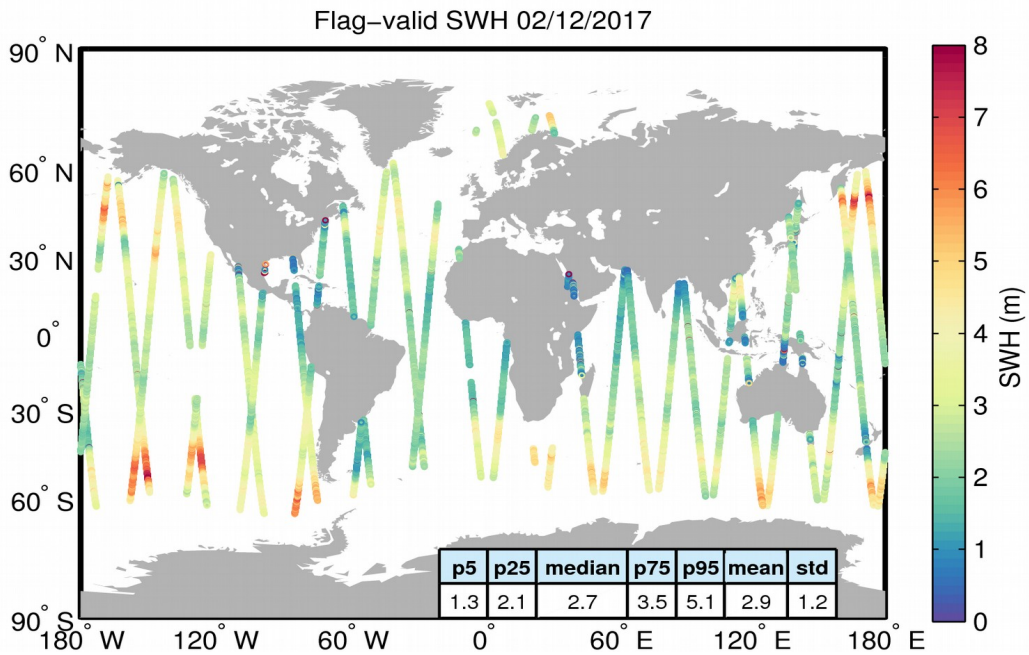 Flag−valid SWH 02/12/2017
90° N
60° N
30° N
0°
30° S
60° S
90° S
180° W
120° W
60° W
0°
60° E
120° E
180° E
p5 p25 median p75 p95 mean std
1.3 2.1 2.7 3.5 5.1 2.9 1.2
8
7
6
5
4
3
2
1
0
SWH (m)